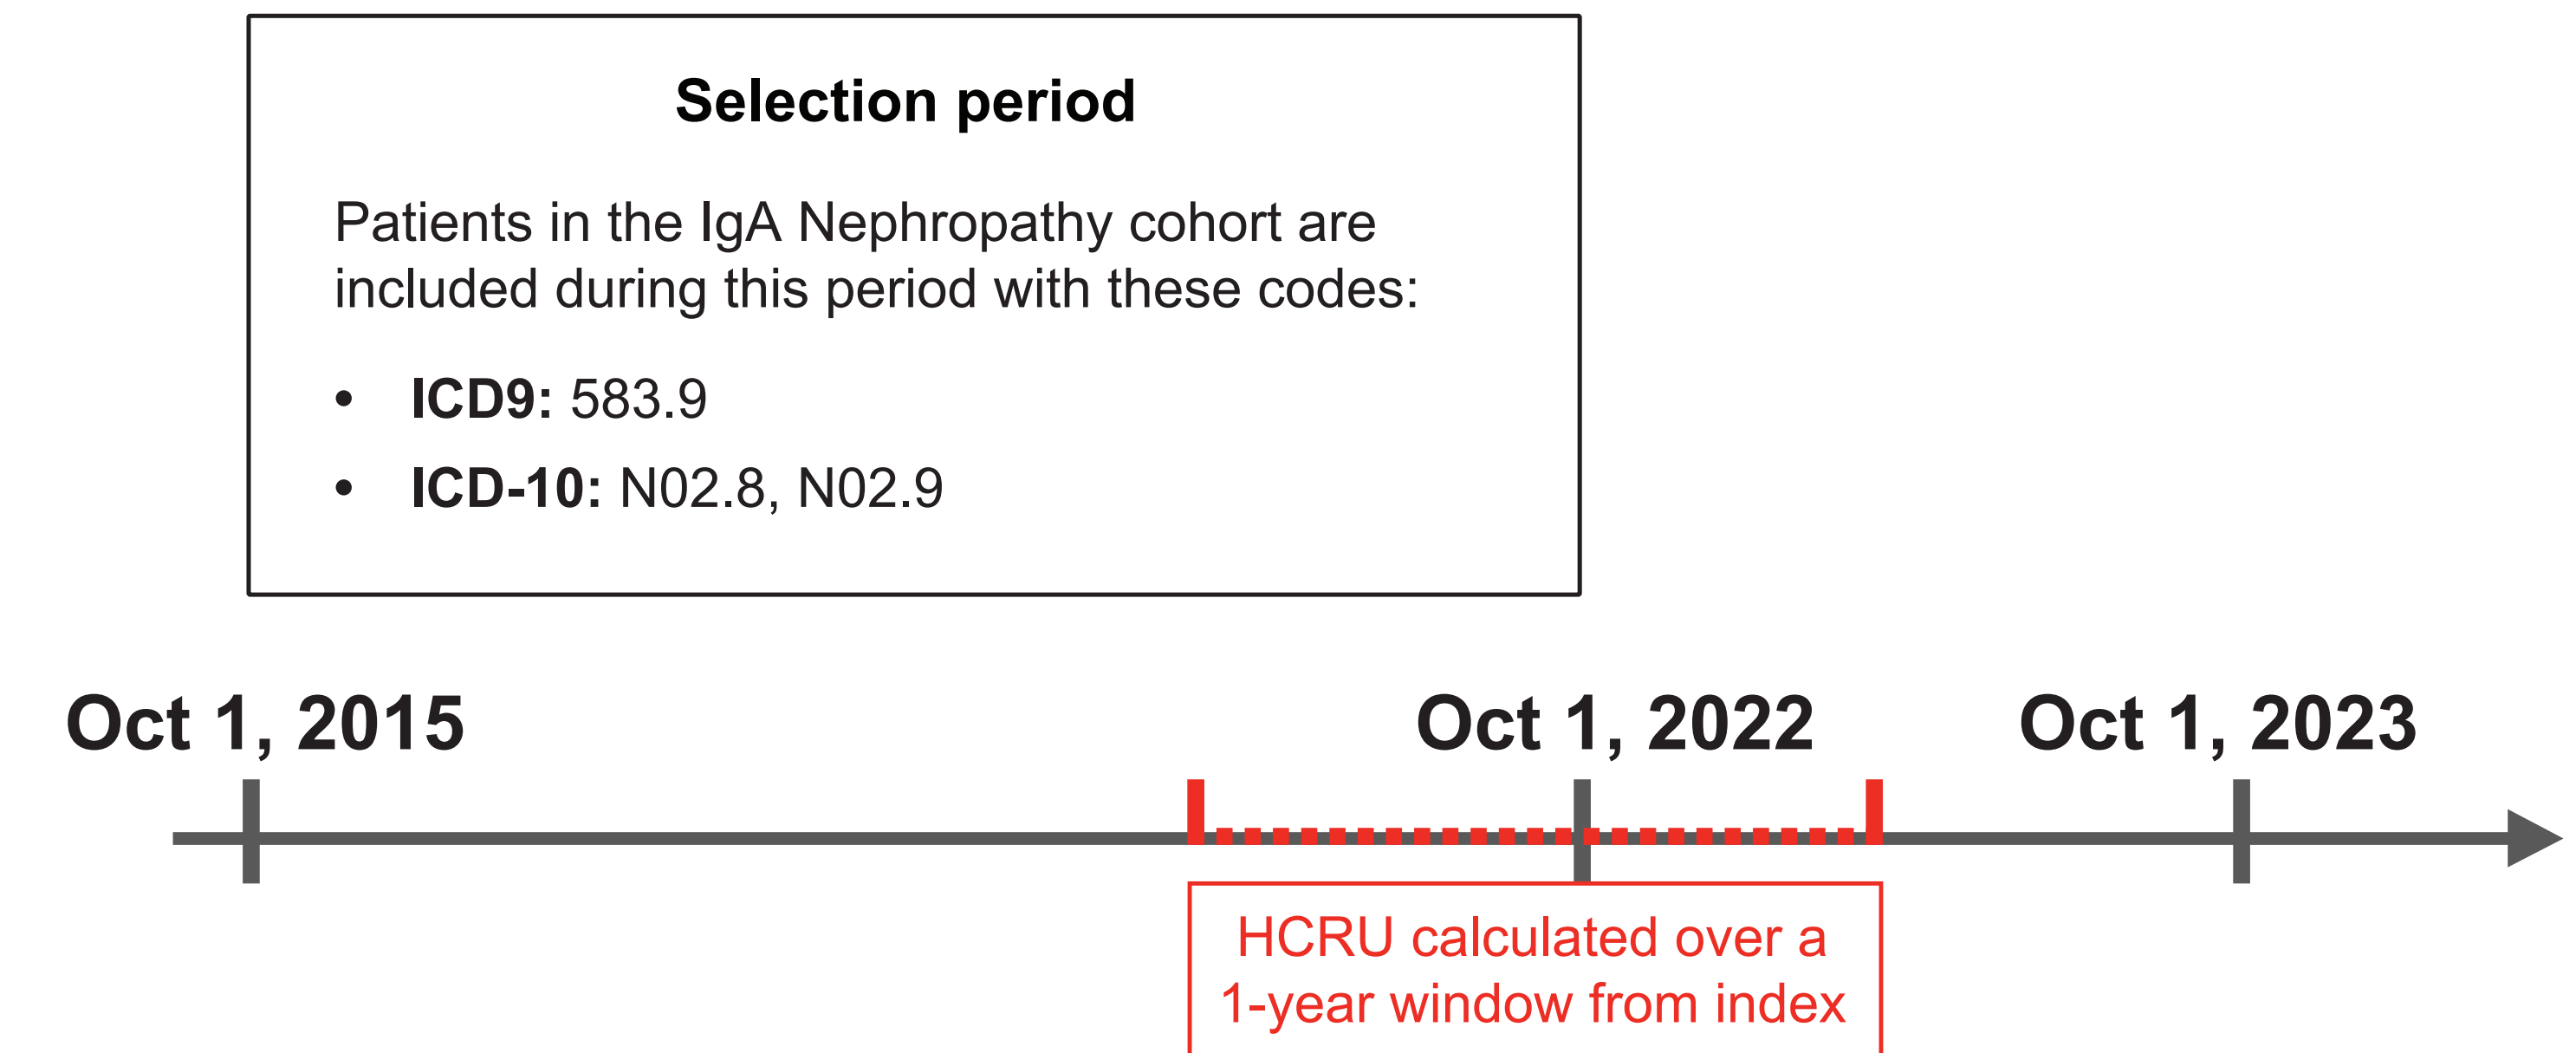 Selection period
Patients in the IgA Nephropathy cohort are
included during this period with these codes:
• ICD9: 583.9
• ICD-10: N02.8, N02.9
Oct 1, 2015
Oct 1, 2022
Oct 1, 2023
HCRU calculated over a
1-year window from index